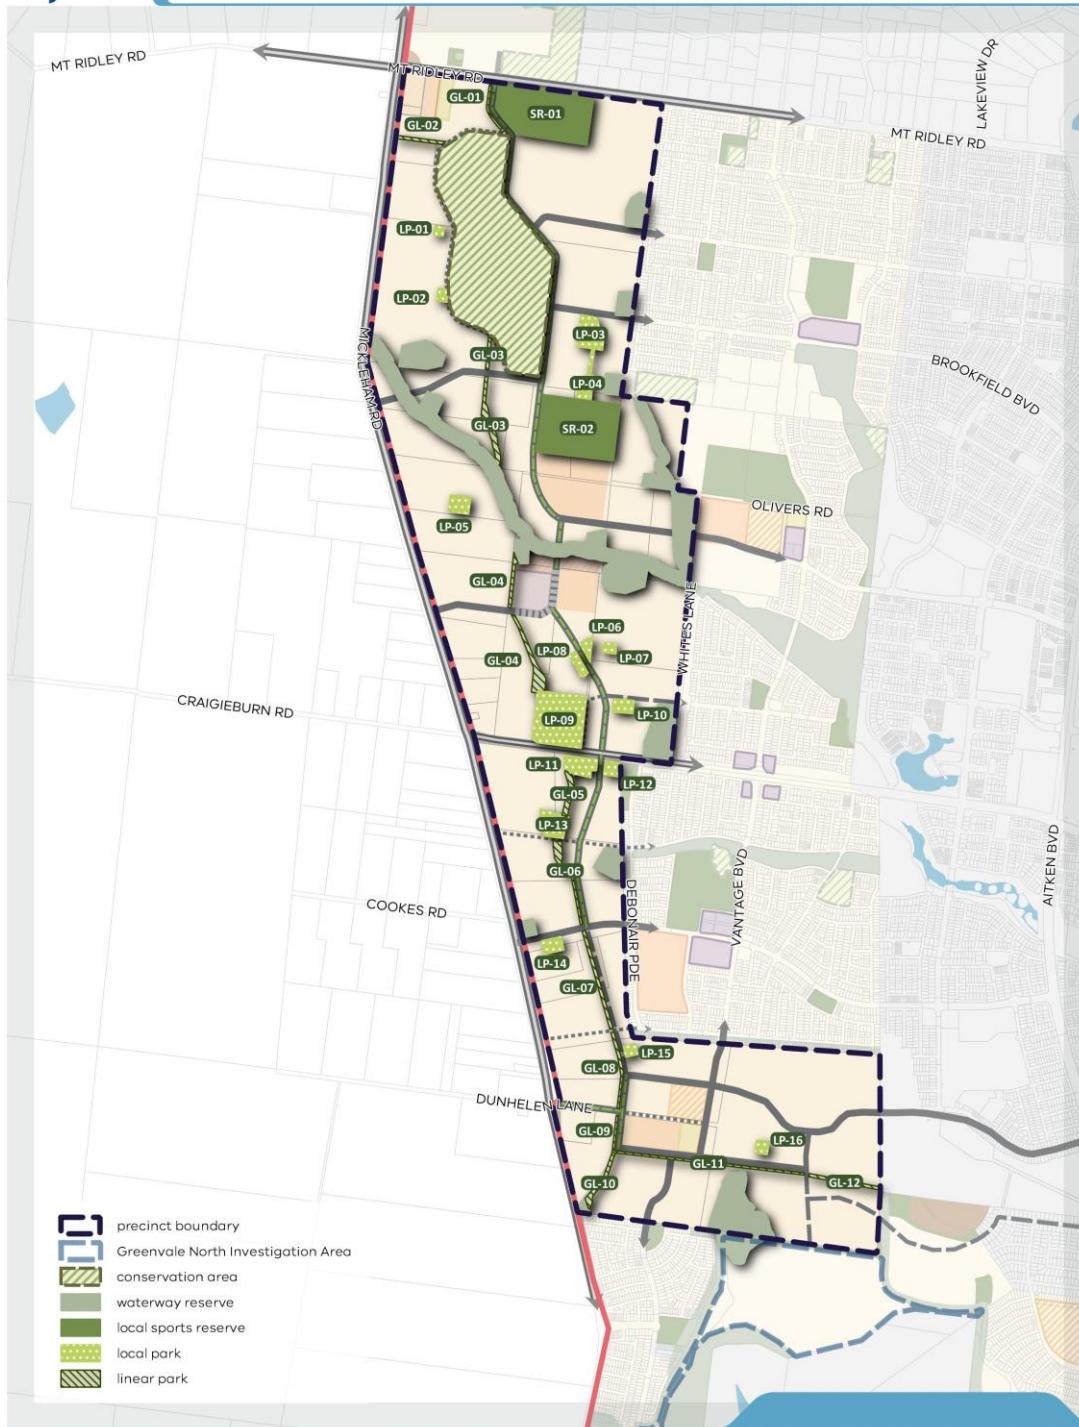 MT RIDLEY RD
MT RIDLEY RD
LAKEVIEW DR
MT RIDLEY RD
GL-01
SR-01
GL-02
LP-01
LP-02
LP-03
GL-03
MICKLEHAM RD
BROOKFIELD BVD
LP-04
GL-03
SR-02
LP-05
OLIVERS RD
GL-04
WHITES LANE
LP-06
LP-08
LP-07
GL-04
CRAIGIEBURN RD
LP-09
LP-10
LP-11
LP-12
GL-05
LP-13
GL-06
AITKEN BVD
VANTAGE BVD
DEBONAIR PDE
COOKES RD
LP-14
GL-07
LP-15
GL-08
DUNHELEN LANE
GL-09
LP-16
GL-11
GL-10
GL-12
precinct boundary
Greenvale North Investigation Area
conservation area
waterway reserve
local sports reserve
local park
linear park